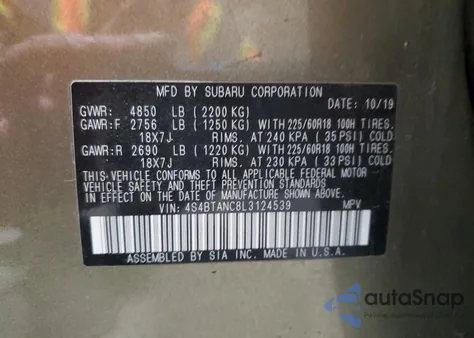 MFD BY SUBARU CORPORATION
GVWR: 4850 LB (2200 KG) DATE: 10/19
GAWR:F 2756 LB (1250 KG) WITH 225/60R18 100H TIRES.
18X7J RIMS. AT 240 KPA (35 PSI) COLD
GAWR:R 2690 LB (1220 KG) WITH 225/60R18 100H TIRES.
18X7J RIMS. AT 230 KPA (33 PSI) COLD
THIS VEHICLE CONFORMS TO ALL APPLICABLE FEDERAL MOTOR
VEHICLE SAFETY AND THEFT PREVENTION STANDARDS
IN EFFECT ON THE DATE OF MANUFACTURE SHOWN ABOVE.
VIN: 4S4BTANC8L3124539 MPV
ASSEMBLED BY SIA INC. MADE IN U.S.A.
autoSnap